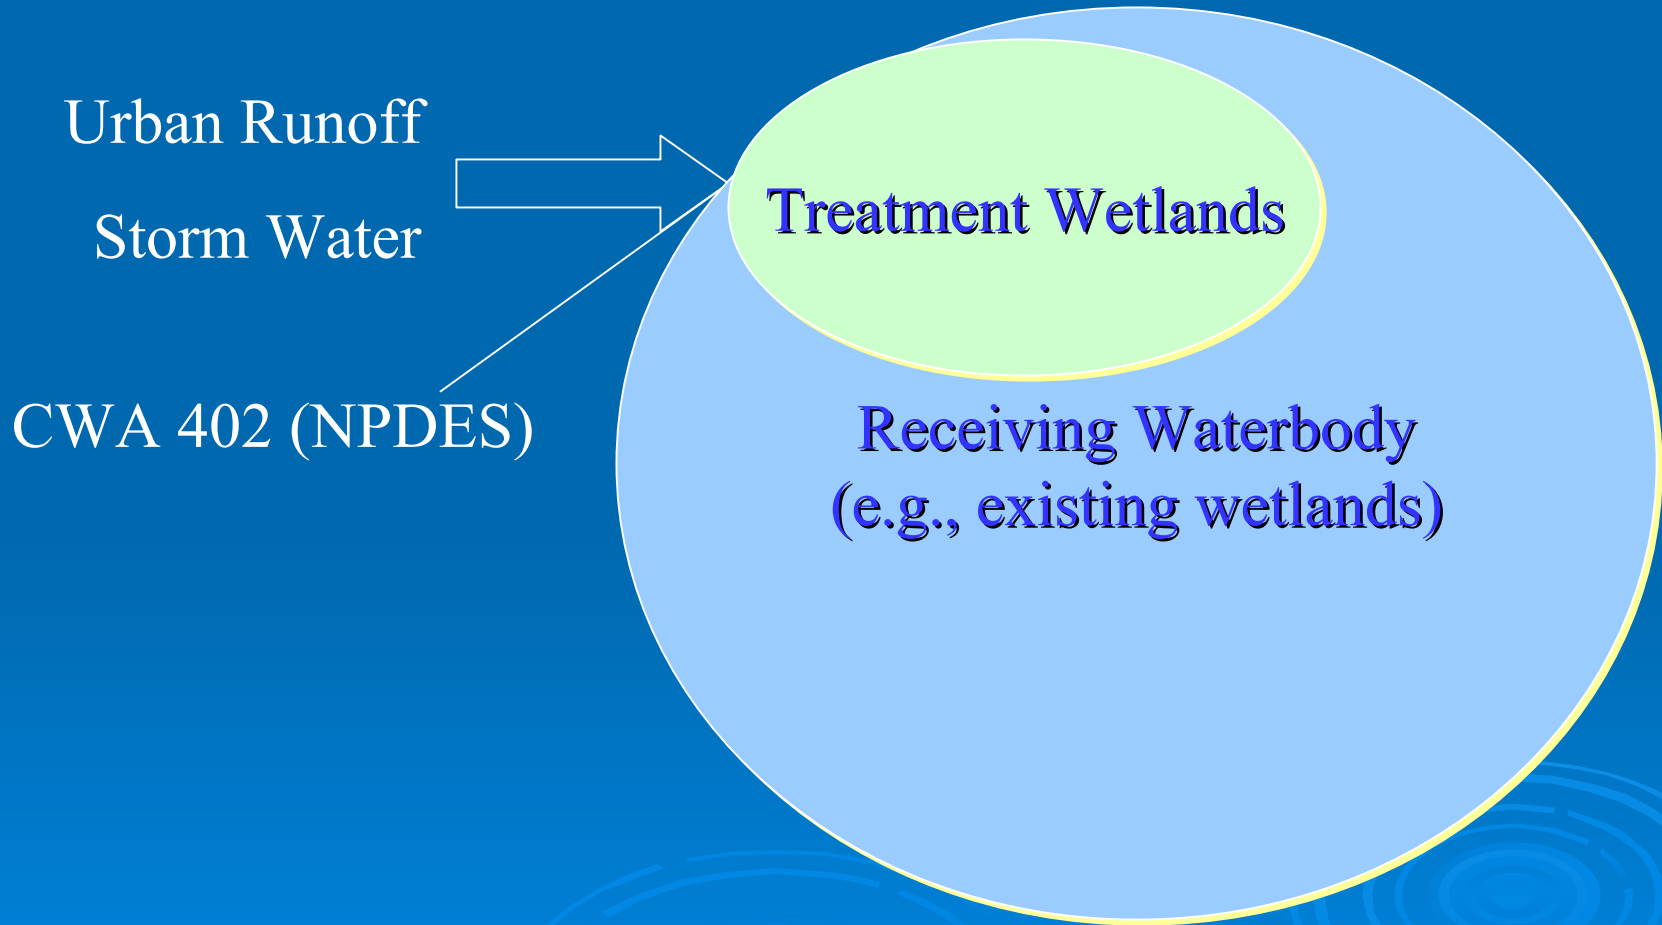 Urban Runoff
Storm Water
CWA 402 (NPDES)
Treatment Wetlands
Receiving Waterbody
(e.g., existing wetlands)